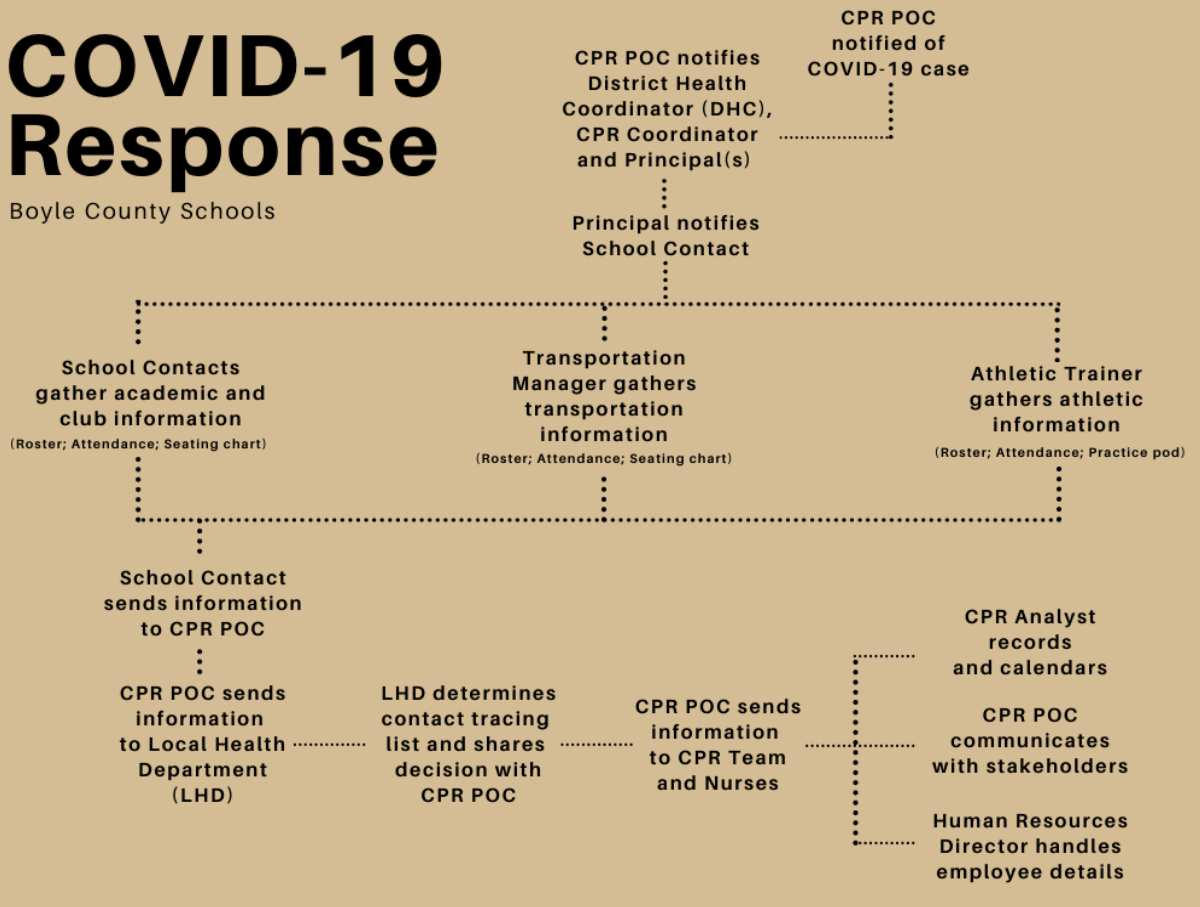 COVID-19
Response
Boyle County Schools
CPR POC
notified of
COVID-19 case
CPR POC notifies
District Health
Coordinator (DHC),
CPR Coordinator
and Principal(s)
Principal notifies
School Contact
School Contacts
gather academic and
club information
(Roster; Attendance; Seating chart)
Transportation
Manager gathers
transportation
information
(Roster; Attendance; Seating chart)
Athletic Trainer
gathers athletic
information
(Roster; Attendance; Practice pod)
School Contact
sends information
to CPR POC
CPR POC sends
information
to Local Health
Department
(LHD)
LHD determines
contact tracing
list and shares
decision with
CPR POC
CPR POC sends
information
to CPR Team
and Nurses
CPR Analyst
records
and calendars
CPR POC
communicates
with stakeholders
Human Resources
Director handles
employee details